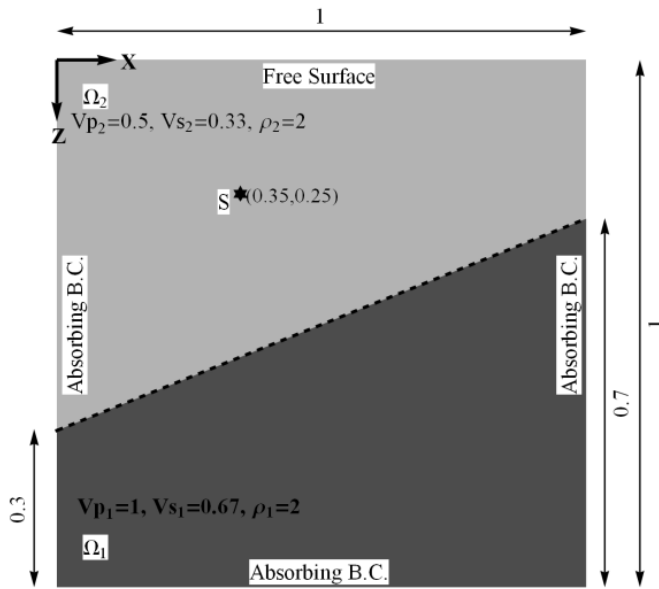 1
X
Free Surface
Ω₂
Z
Vp₂=0.5, Vs₂=0.33, ρ₂=2
S
(0.35,0.25)
Absorbing B.C.
Absorbing B.C.
1
0.7
0.3
Vp₁=1, Vs₁=0.67, ρ₁=2
Ω₁
Absorbing B.C.